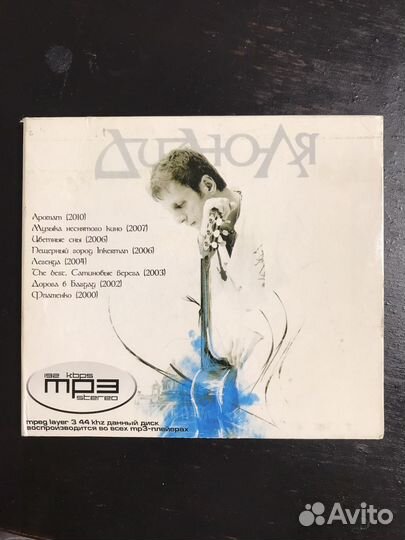 ДиДюЛя
Аромат (2010)
Музыка неснятого кино (2007)
Цветные сны (2006)
Пещерный город Inkerman (2006)
Легенда (2004)
The best. Сатиновые берега (2003)
Дорога в Багдад (2002)
Фламенко (2000)
192 kbps
mp3
stereo
mpeg layer 3 44 khz данный диск
воспроизводится во всех mp3-плейерах
Avito